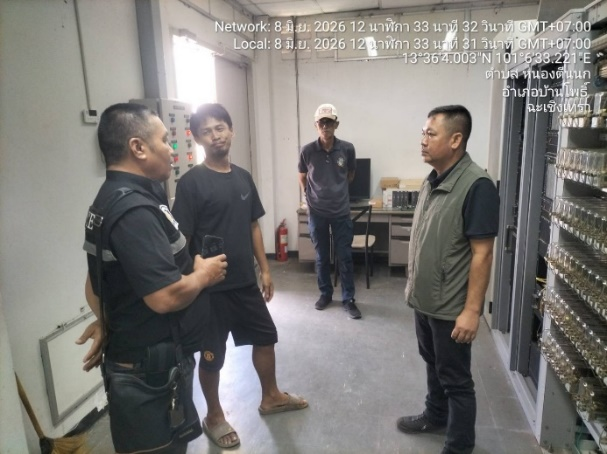 Network: 8 มิ.ย. 2026 12 นาฬิกา 33 นาที 32 วินาที GMT+07:00
Local: 8 มิ.ย. 2026 12 นาฬิกา 33 นาที 31 วินาที GMT+07:00
13°36'4.003"N 101°6'33.221"E
ตำบล หนองตีนนก
อำเภอบ้านโพธิ์
ฉะเชิงเทรา